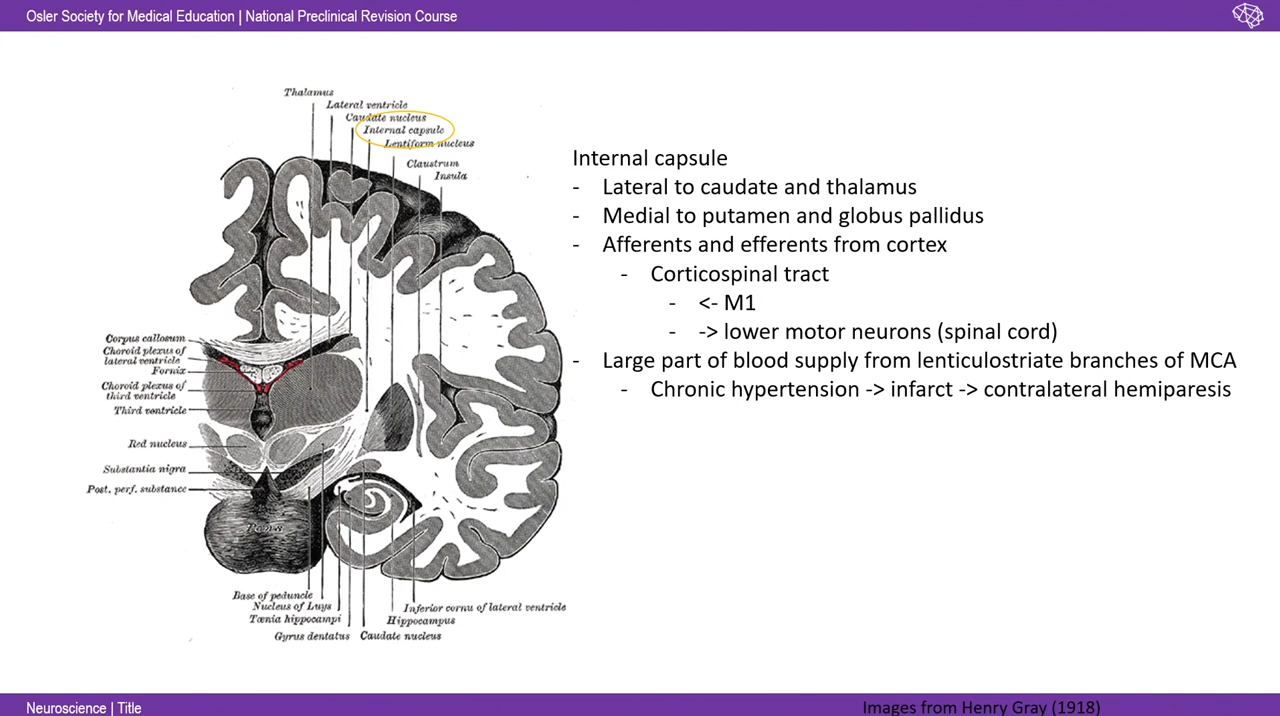 Osler Society for Medical Education | National Preclinical Revision Course
Thalamus
Lateral ventricle
Caudate nucleus
Internal capsule
Lentiform nucleus
Claustrum
Insula
Corpus callosum
Choroid plexus of
lateral ventricle
Fornix
Choroid plexus of
third ventricle
Third ventricle
Red nucleus
Substantia nigra
Post. perf. substance
Pons
Base of peduncle
Nucleus of Luys
Tænia hippocampi
Gyrus dentatus
Caudate nucleus
Hippocampus
Inferior cornu of lateral ventricle
Internal capsule
- Lateral to caudate and thalamus
- Medial to putamen and globus pallidus
- Afferents and efferents from cortex
- Corticospinal tract
- <- M1
- -> lower motor neurons (spinal cord)
- Large part of blood supply from lenticulostriate branches of MCA
- Chronic hypertension -> infarct -> contralateral hemiparesis
Neuroscience | Title
Images from Henry Gray (1918)